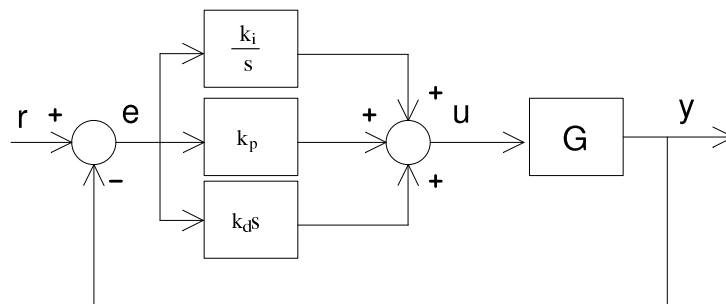 k_i
s
r + e + + u y
k_p
G
−
+
k_d s